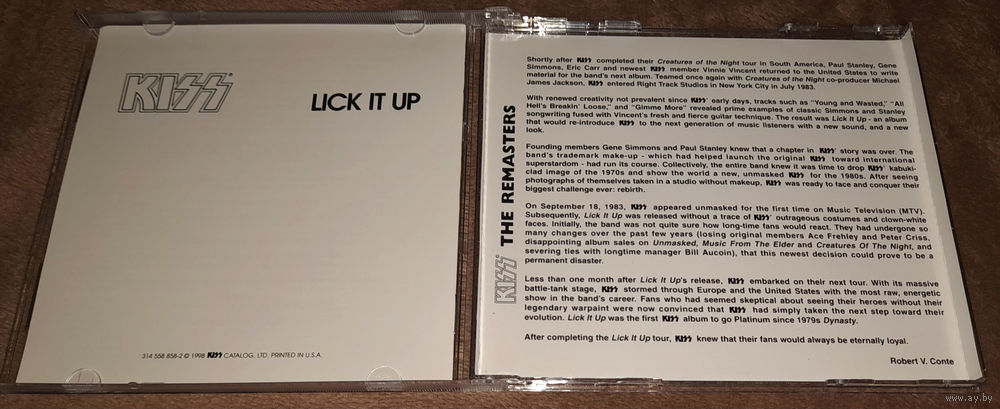 KISS
LICK IT UP
314 558 858-2 © 1998 KISS CATALOG, LTD. PRINTED IN U.S.A.
KISS THE REMASTERS
Shortly after KISS completed their Creatures of the Night tour in South America, Paul Stanley, Gene
Simmons, Eric Carr and newest KISS member Vinnie Vincent returned to the United States to write
material for the band's next album. Teamed once again with Creatures of the Night co-producer Michael
James Jackson, KISS entered Right Track Studios in New York City in July 1983.
With renewed creativity not prevalent since KISS' early days, tracks such as "Young and Wasted," "All
Hell's Breakin' Loose," and "Gimme More" revealed prime examples of classic Simmons and Stanley
songwriting fused with Vincent's fresh and fierce guitar technique. The result was Lick It Up - an album
that would re-introduce KISS to the next generation of music listeners with a new sound, and a new
look.
Founding members Gene Simmons and Paul Stanley knew that a chapter in KISS' story was over. The
band's trademark make-up - which had helped launch the original KISS toward international
superstardom - had run its course. Collectively, the entire band knew it was time to drop KISS' kabuki-
clad image of the 1970s and show the world a new, unmasked KISS for the 1980s. After seeing
photographs of themselves taken in a studio without makeup, KISS was ready to face and conquer their
biggest challenge ever: rebirth.
On September 18, 1983, KISS appeared unmasked for the first time on Music Television (MTV).
Subsequently, Lick It Up was released without a trace of KISS' outrageous costumes and clown-white
faces. Initially, the band was not quite sure how long-time fans would react. They had undergone so
many changes over the past few years (losing original members Ace Frehley and Peter Criss,
disappointing album sales on Unmasked, Music From The Elder and Creatures Of The Night, and
severing ties with longtime manager Bill Aucoin), that this newest decision could prove to be a
permanent disaster.
Less than one month after Lick It Up's release, KISS embarked on their next tour. With its massive
battle-tank stage, KISS stormed through Europe and the United States with the most raw, energetic
show in the band's career. Fans who had seemed skeptical about seeing their heroes without their
legendary warpaint were now convinced that KISS had simply taken the next step toward their
evolution. Lick It Up was the first KISS album to go Platinum since 1979s Dynasty.
After completing the Lick It Up tour, KISS knew that their fans would always be eternally loyal.
Robert V. Conte
www.ay.by